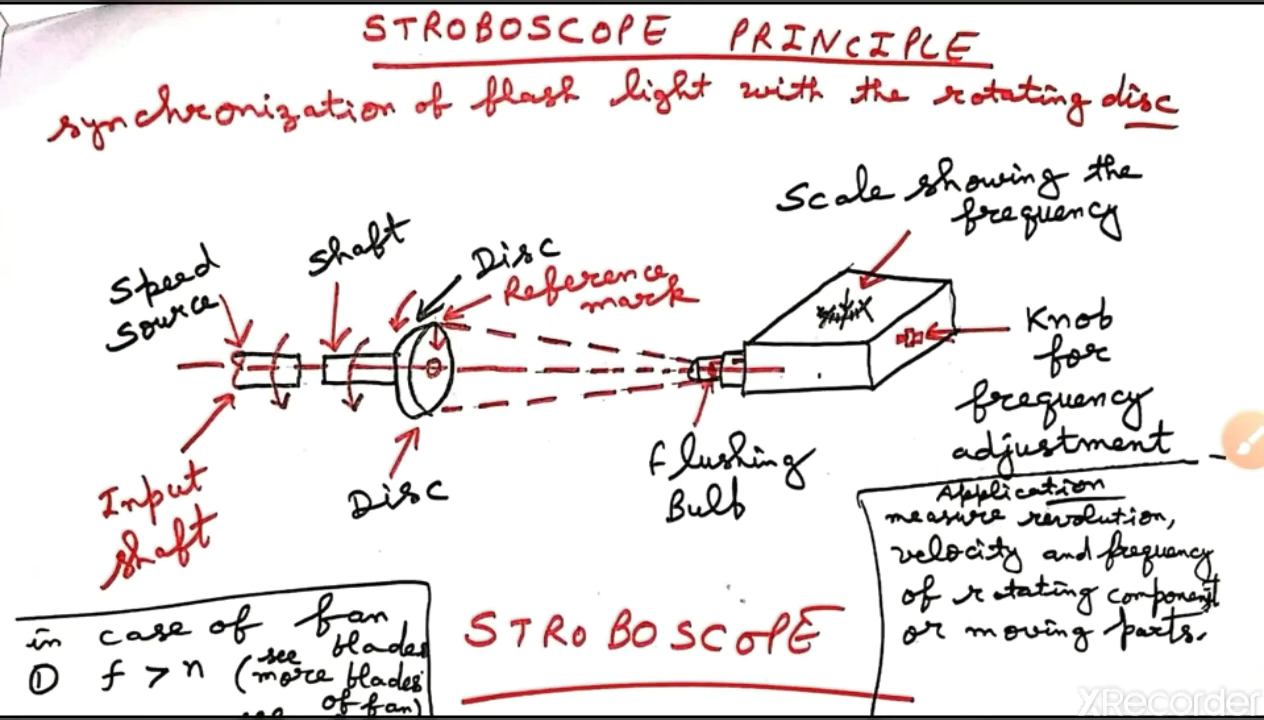 STROBOSCOPE PRINCIPLE
synchronization of flash light with the rotating disc
Scale showing the
frequency
Speed
source
Shaft
Disc
Reference
mark
Knob
for
frequency
adjustment
Input
shaft
Disc
flushing
Bulb
Application
measure revolution,
velocity and frequency
of rotating component
or moving parts.
in case of fan
blades
① f > n (see
more blades
of fan)
STROBOSCOPE
XRecorder